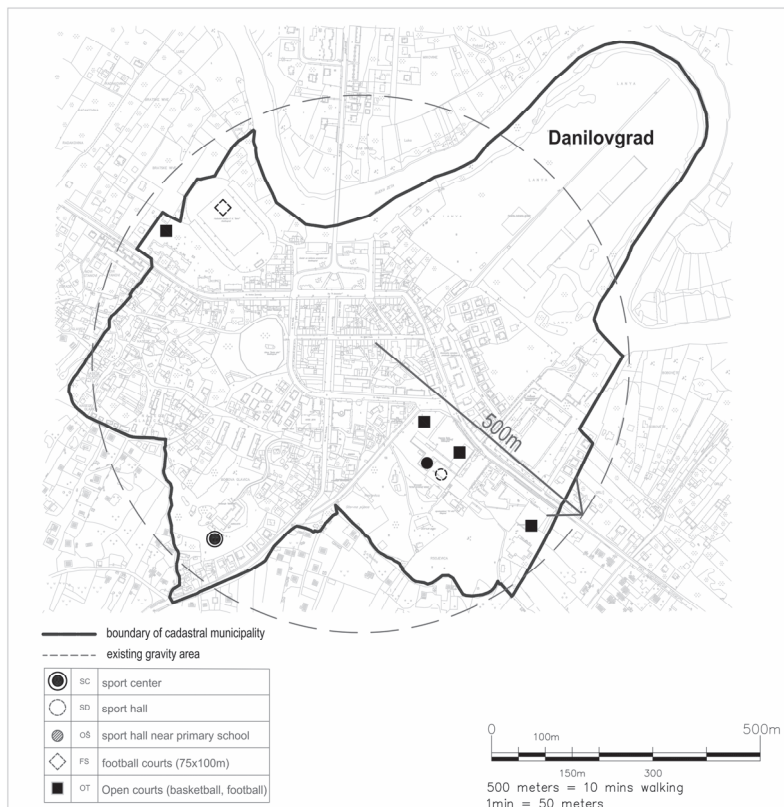 Danilovgrad
500m
boundary of cadastral municipality
existing gravity area
SC sport center
SD sport hall
OŠ sport hall near primary school
FS football courts (75x100m)
OT Open courts (basketball, football)
0 100m 500m
150m 300
500 meters = 10 mins walking
1min = 50 meters